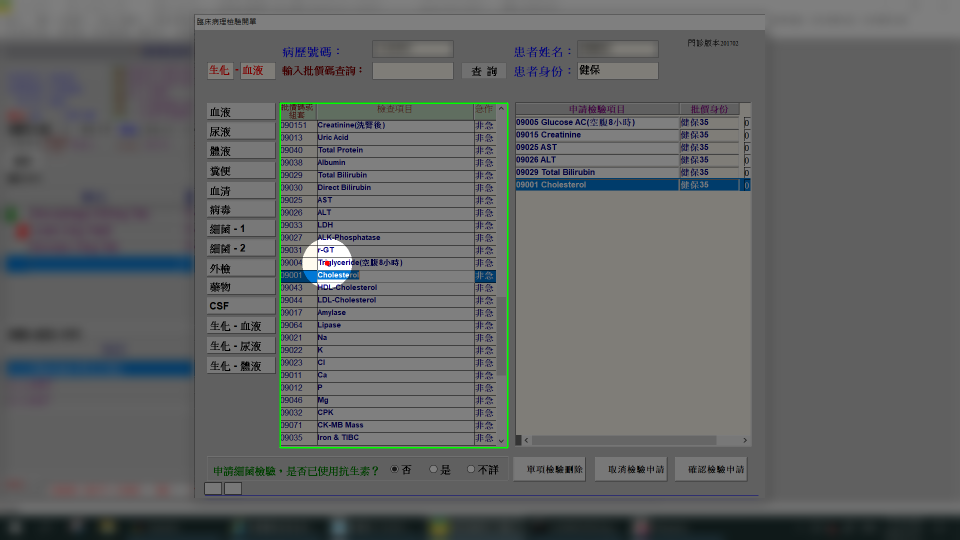 臨床病理檢驗開單
門診版本201702
病歷號碼：
患者姓名：
生化 - 血液
輸入批價碼查詢：
查 詢
患者身份：
健保
血液
尿液
體液
糞便
血清
病毒
細菌 - 1
細菌 - 2
外檢
藥物
CSF
生化 - 血液
生化 - 尿液
生化 - 體液
批價碼或組套 檢查項目 急作
090151 Creatinine(洗腎後) 非急
09013 Uric Acid 非急
09040 Total Protein 非急
09038 Albumin 非急
09029 Total Bilirubin 非急
09030 Direct Bilirubin 非急
09025 AST 非急
09026 ALT 非急
09033 LDH 非急
09027 ALK-Phosphatase 非急
09031 r-GT 非急
09004 Triglyceride(空腹8小時) 非急
09001 Cholesterol 非急
09043 HDL-Cholesterol 非急
09044 LDL-Cholesterol 非急
09017 Amylase 非急
09064 Lipase 非急
09021 Na 非急
09022 K 非急
09023 Cl 非急
09011 Ca 非急
09012 P 非急
09046 Mg 非急
09032 CPK 非急
09071 CK-MB Mass 非急
09035 Iron & TIBC 非急
申請檢驗項目 批價身份
09005 Glucose AC(空腹8小時) 健保35 0
09015 Creatinine 健保35 0
09025 AST 健保35 0
09026 ALT 健保35 0
09029 Total Bilirubin 健保35 0
09001 Cholesterol 健保35 0
申請細菌檢驗，是否已使用抗生素？ 否 是 不詳
單項檢驗刪除
取消檢驗申請
確認檢驗申請